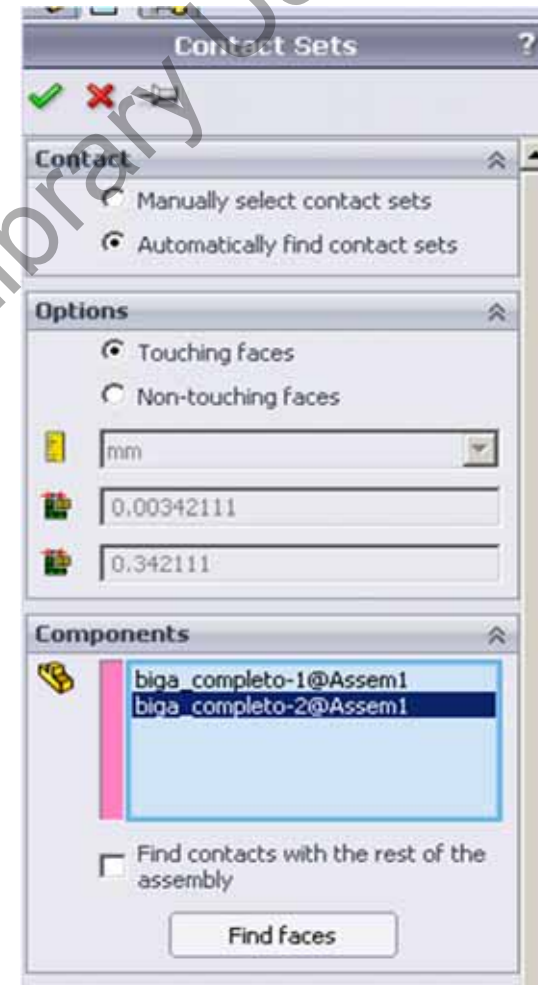 Contact Sets ?
Contact
Manually select contact sets
Automatically find contact sets
Options
Touching faces
Non-touching faces
mm
0.00342111
0.342111
Components
biga_completo-1@Assem1
biga_completo-2@Assem1
Find contacts with the rest of the
assembly
Find faces